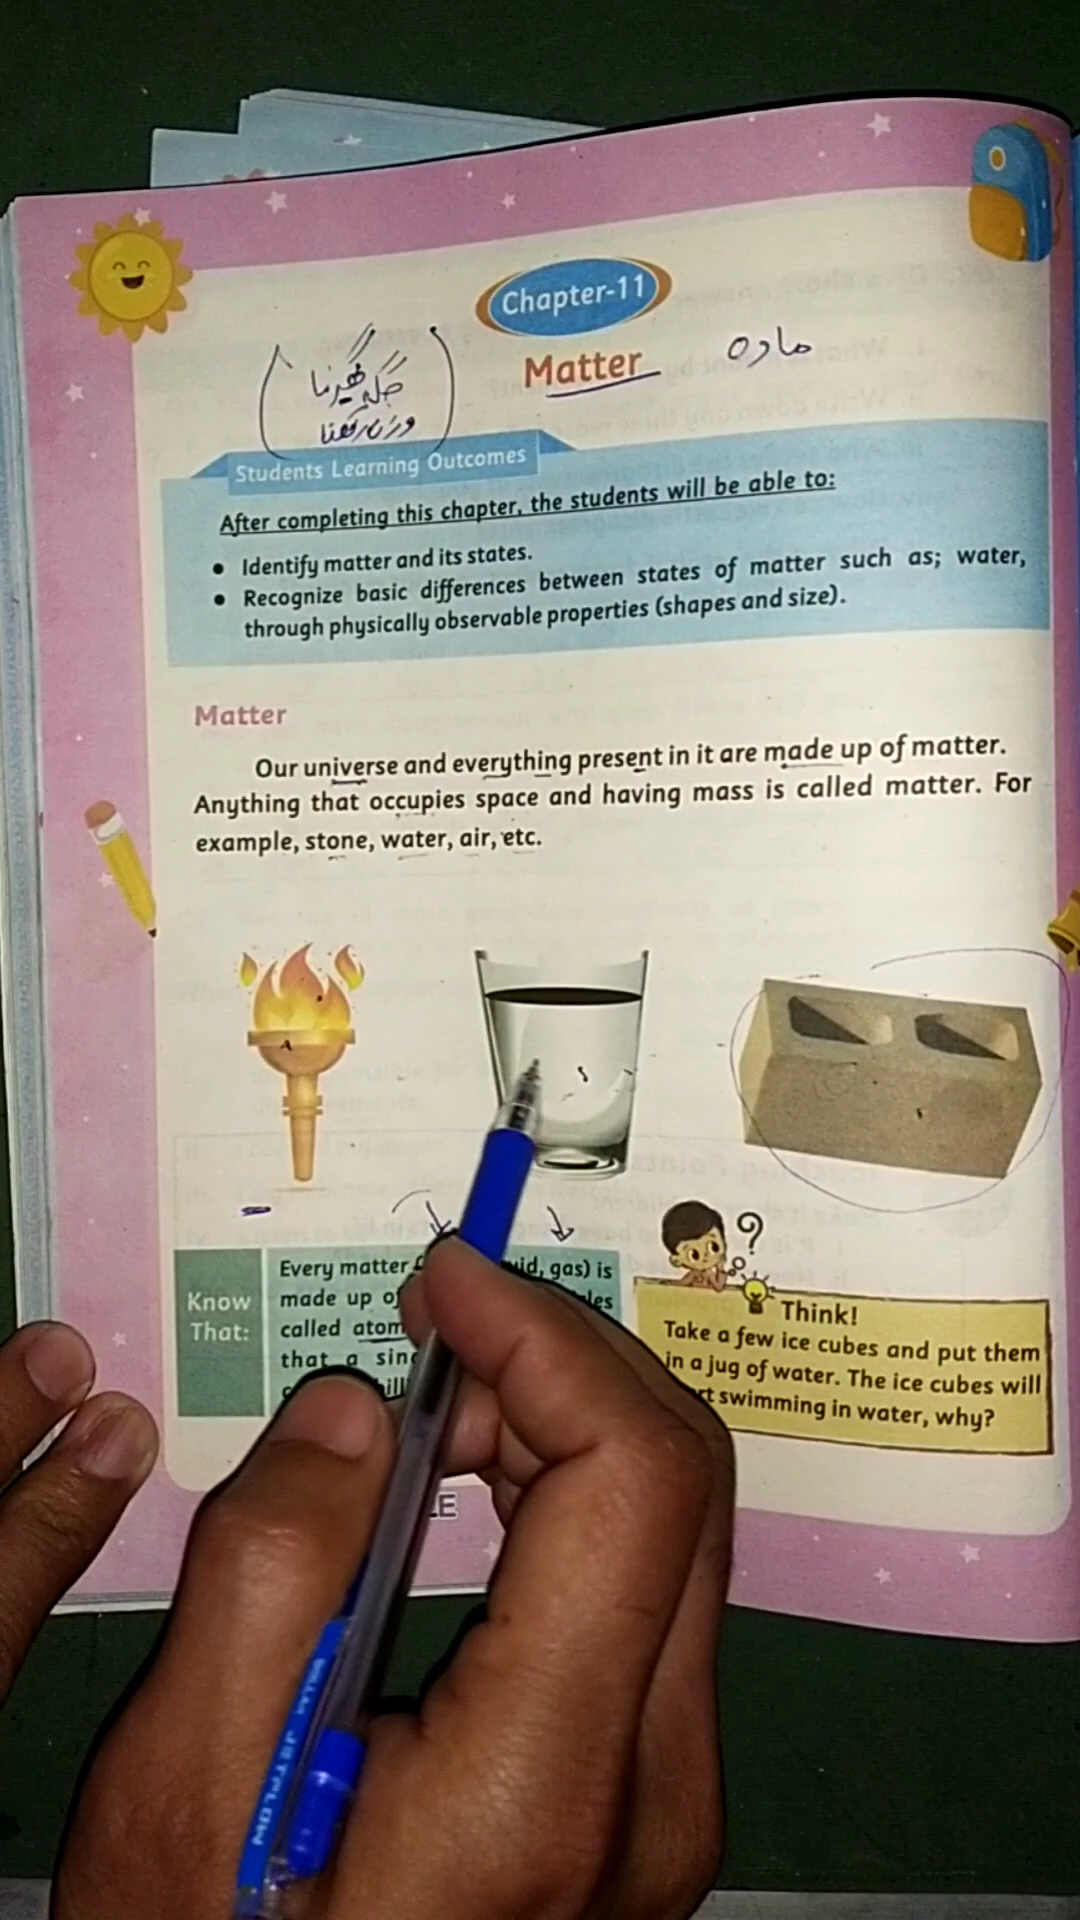 Chapter-11
Matter
مادہ
جگہ گھیرنا
وزن رکھنا
Students Learning Outcomes
After completing this chapter, the students will be able to:
• Identify matter and its states.
• Recognize basic differences between states of matter such as; water,
through physically observable properties (shapes and size).
Matter
Our universe and everything present in it are made up of matter.
Anything that occupies space and having mass is called matter. For
example, stone, water, air, etc.
Know
That:
Every matter gas) is
made up of
called
that a
?
Think!
Take a few ice cubes and put them
in a jug of water. The ice cubes will
swimming in water, why?
DOLLAR JETFLOW